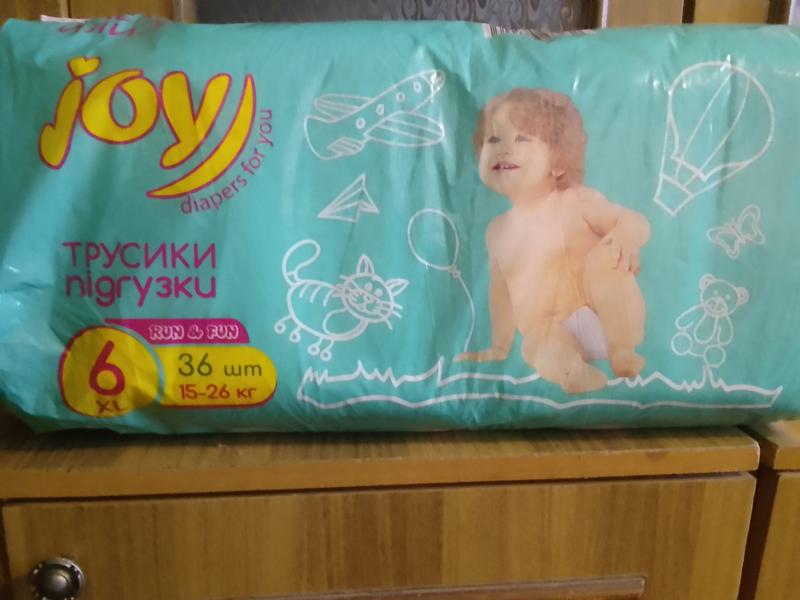 joy
diapers for you
ТРУСИКИ
підгузки
RUN & FUN
6
XL
36 шт
15-26 кг